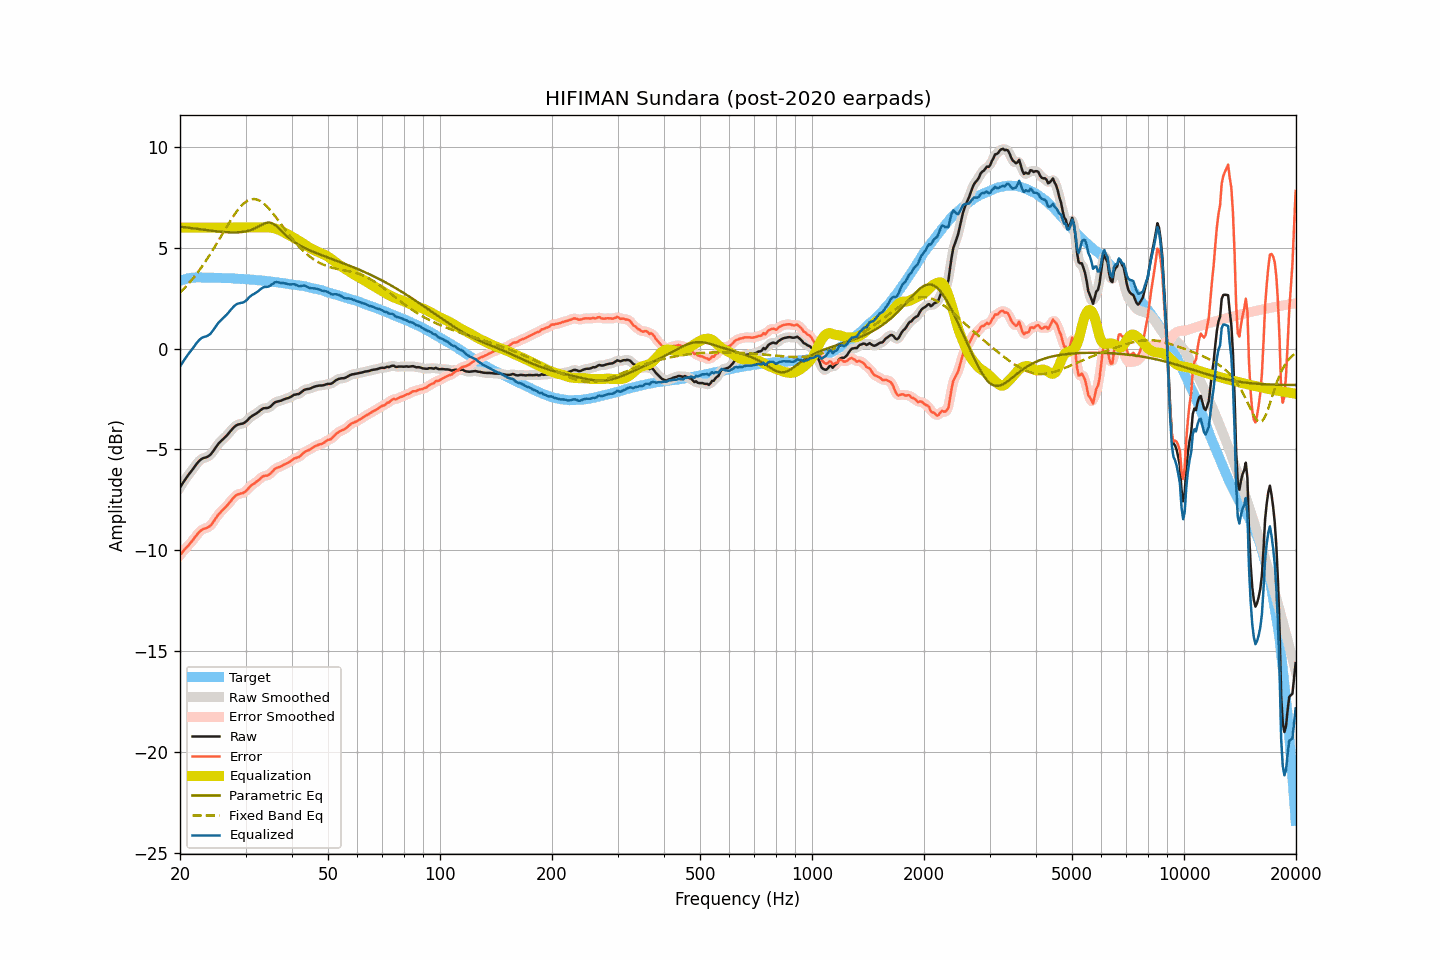 HIFIMAN Sundara (post-2020 earpads)
10
5
0
−5
−10
−15
−20
−25
Amplitude (dBr)
Target
Raw Smoothed
Error Smoothed
Raw
Error
Equalization
Parametric Eq
Fixed Band Eq
Equalized
20 50 100 200 500 1000 2000 5000 10000 20000
Frequency (Hz)